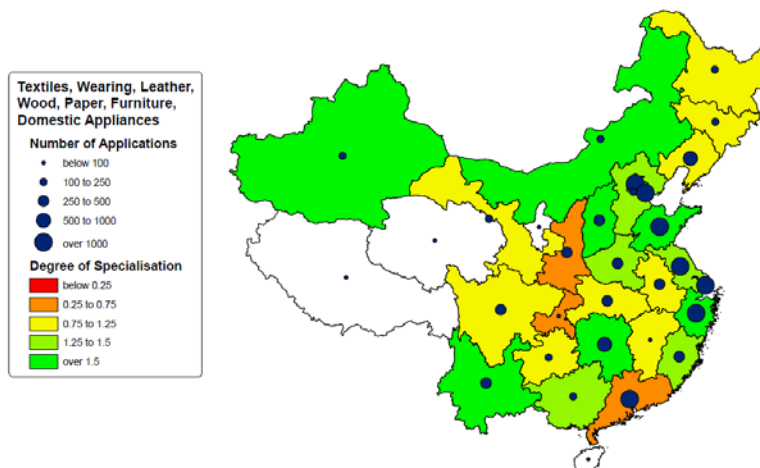 Textiles, Wearing, Leather,
Wood, Paper, Furniture,
Domestic Appliances
Number of Applications
below 100
100 to 250
250 to 500
500 to 1000
over 1000
Degree of Specialisation
below 0.25
0.25 to 0.75
0.75 to 1.25
1.25 to 1.5
over 1.5